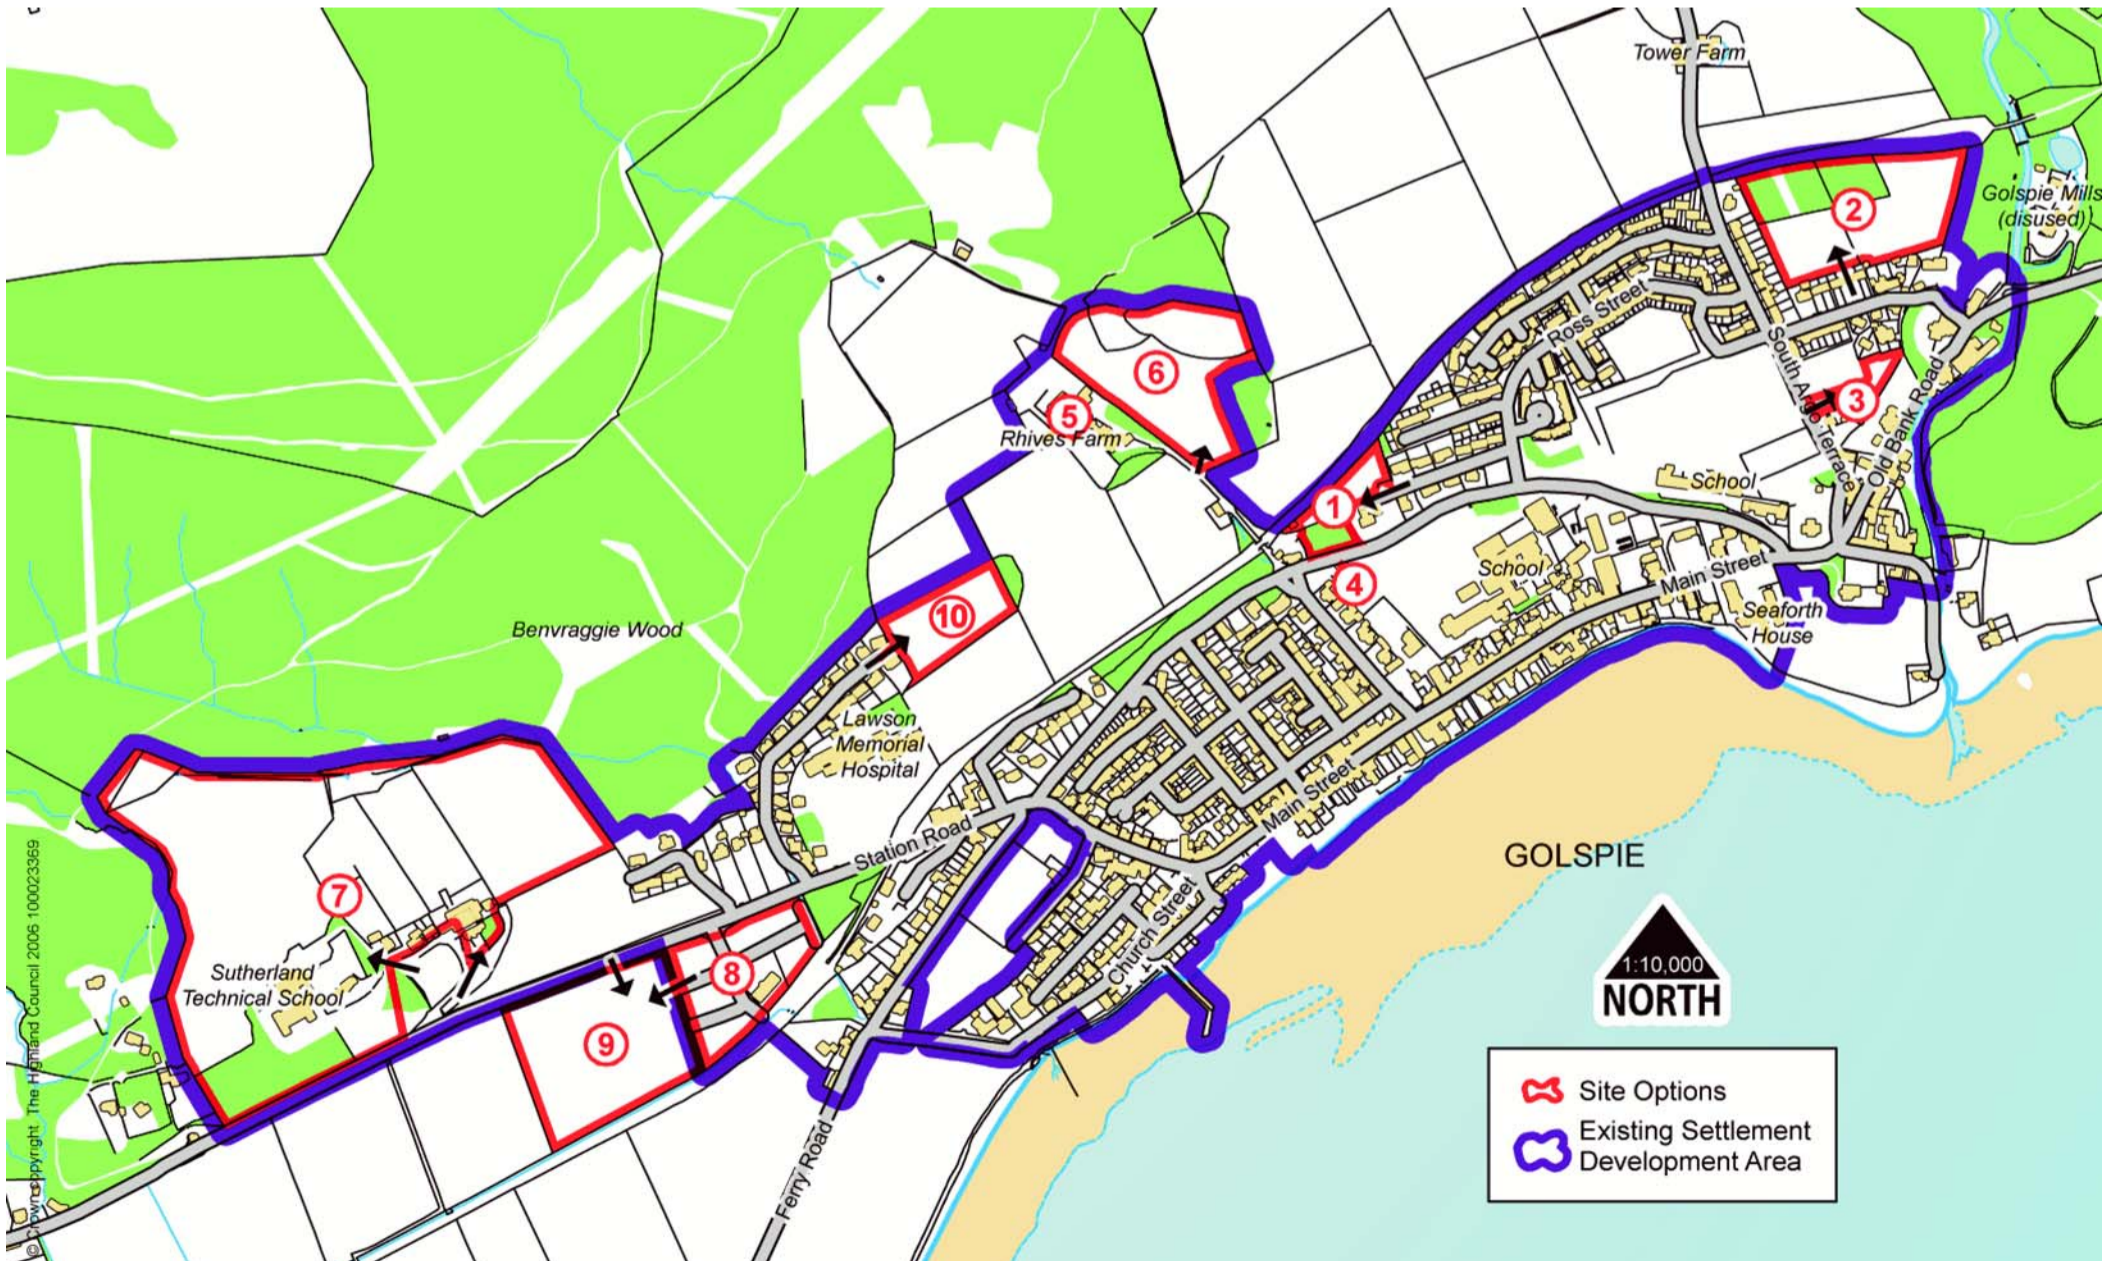 Tower Farm
Golspie Mills
(disused)
2
Ross Street
South Argo Terrace
3
Old Bank Road
6
5
Rhives Farm
1
School
School
4
Main Street
Seaforth
House
10
Benvraggie Wood
Lawson
Memorial
Hospital
Station Road
Main Street
GOLSPIE
7
Church Street
Sutherland
Technical School
8
9
1:10,000
NORTH
Ferry Road
Site Options
Existing Settlement
Development Area
© Crown copyright. The Highland Council 2006 100023369